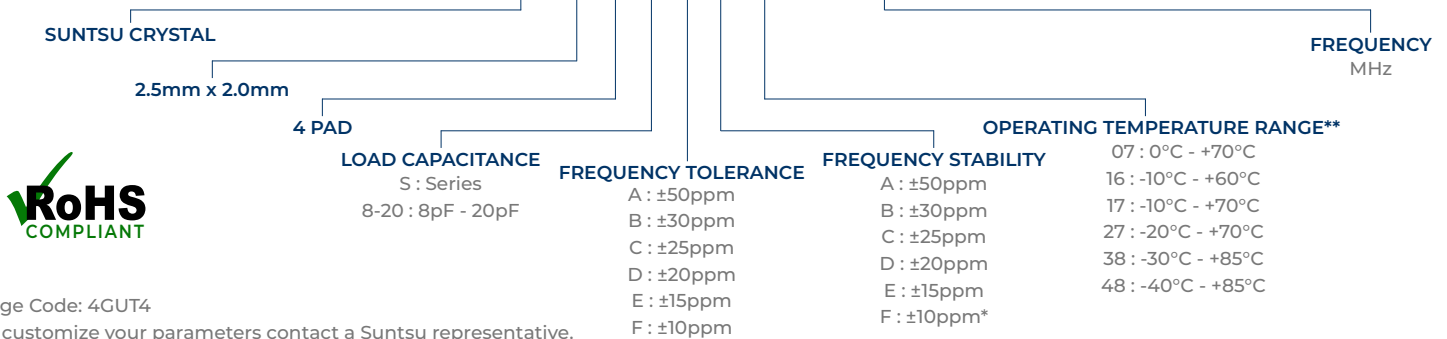 SUNTSU CRYSTAL
2.5mm x 2.0mm
4 PAD
LOAD CAPACITANCE
S : Series
8-20 : 8pF - 20pF
FREQUENCY TOLERANCE
A : ±50ppm
B : ±30ppm
C : ±25ppm
D : ±20ppm
E : ±15ppm
F : ±10ppm
FREQUENCY STABILITY
A : ±50ppm
B : ±30ppm
C : ±25ppm
D : ±20ppm
E : ±15ppm
F : ±10ppm*
OPERATING TEMPERATURE RANGE**
07 : 0°C - +70°C
16 : -10°C - +60°C
17 : -10°C - +70°C
27 : -20°C - +70°C
38 : -30°C - +85°C
48 : -40°C - +85°C
FREQUENCY
MHz
RoHS
COMPLIANT
ge Code: 4GUT4
customize your parameters contact a Suntsu representative.